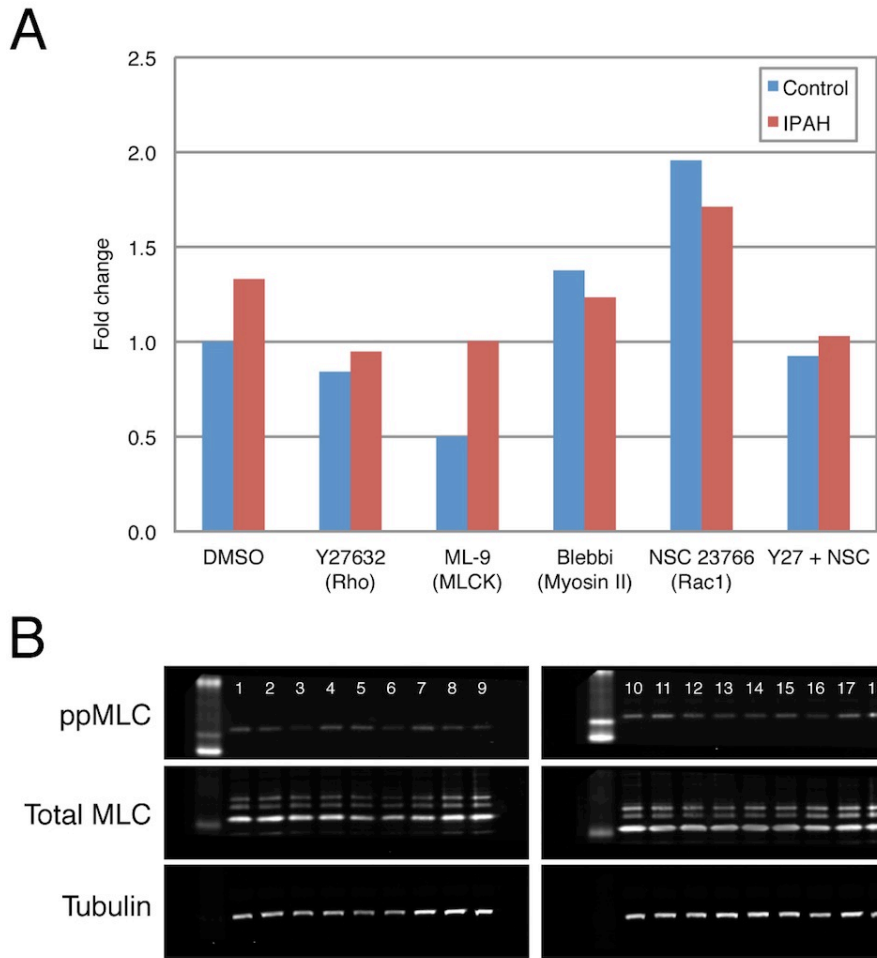 A
2.5
Control
IPAH
2.0
1.5
Fold change
1.0
0.5
0.0
DMSO
Y27632
(Rho)
ML-9
(MLCK)
Blebbi
(Myosin II)
NSC 23766
(Rac1)
Y27 + NSC
B
1 2 3 4 5 6 7 8 9
10 11 12 13 14 15 16 17 1
ppMLC
Total MLC
Tubulin